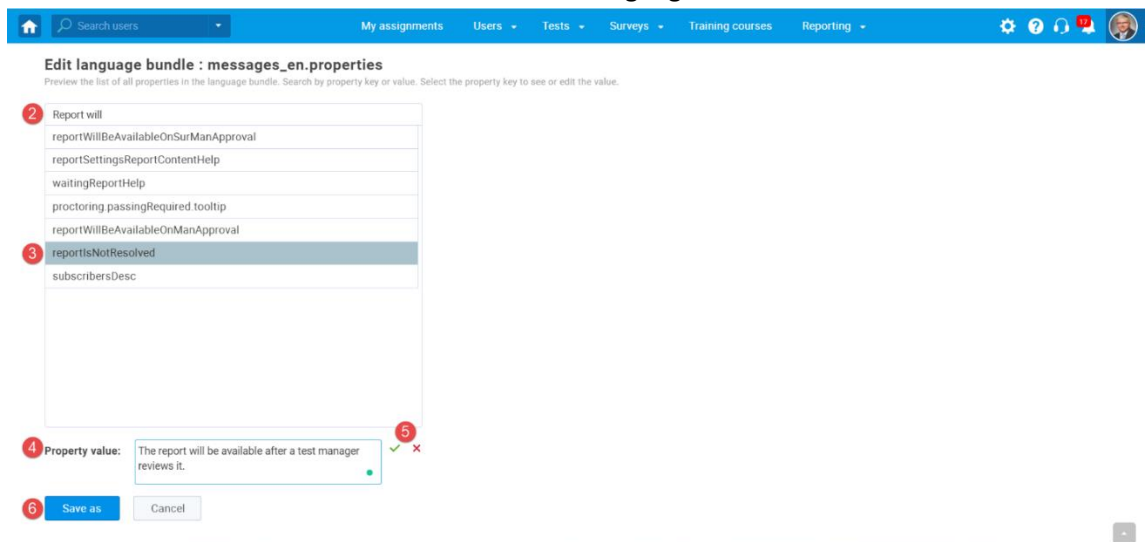 Search users
My assignments Users Tests Surveys Training courses Reporting 17
Edit language bundle : messages_en.properties
Preview the list of all properties in the language bundle. Search by property key or value. Select the property key to see or edit the value.
2 Report will
reportWillBeAvailableOnSurManApproval
reportSettingsReportContentHelp
waitingReportHelp
proctoring.passingRequired.tooltip
reportWillBeAvailableOnManApproval
3 reportIsNotResolved
subscribersDesc
5
4 Property value: The report will be available after a test manager
reviews it.
6 Save as Cancel